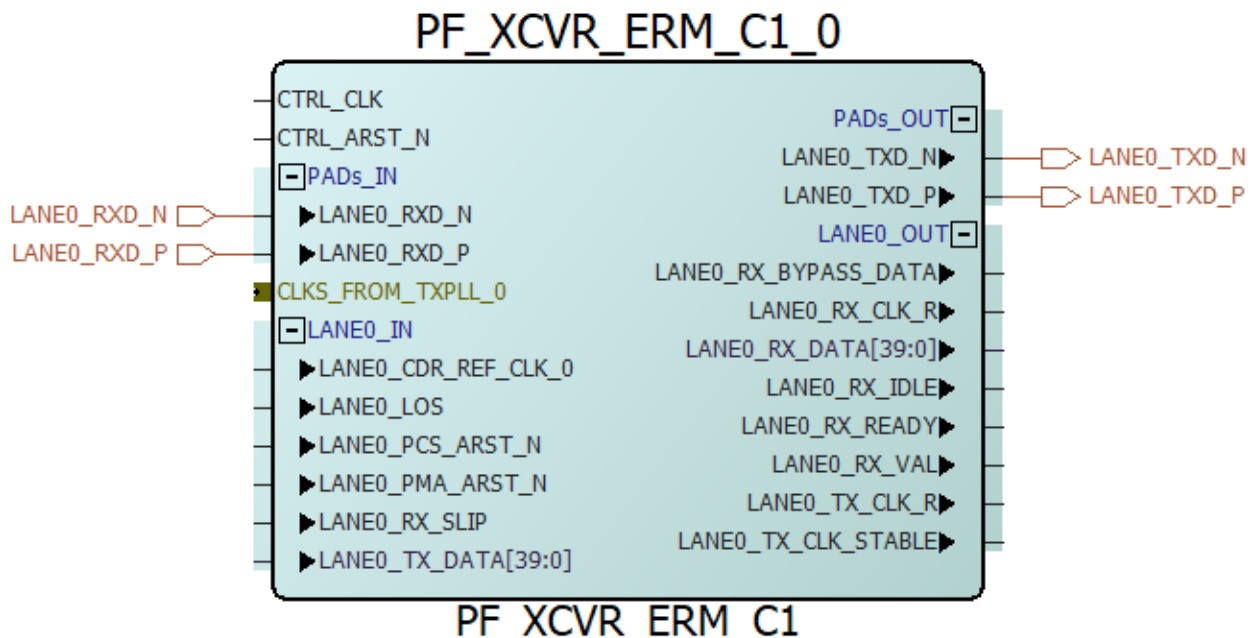 PF_XCVR_ERM_C1_0
CTRL_CLK
CTRL_ARST_N
PADs_IN
LANE0_RXD_N LANE0_RXD_N
LANE0_RXD_P LANE0_RXD_P
CLKS_FROM_TXPLL_0
LANE0_IN
LANE0_CDR_REF_CLK_0
LANE0_LOS
LANE0_PCS_ARST_N
LANE0_PMA_ARST_N
LANE0_RX_SLIP
LANE0_TX_DATA[39:0]
PADs_OUT
LANE0_TXD_N LANE0_TXD_N
LANE0_TXD_P LANE0_TXD_P
LANE0_OUT
LANE0_RX_BYPASS_DATA
LANE0_RX_CLK_R
LANE0_RX_DATA[39:0]
LANE0_RX_IDLE
LANE0_RX_READY
LANE0_RX_VAL
LANE0_TX_CLK_R
LANE0_TX_CLK_STABLE
PF_XCVR_ERM_C1